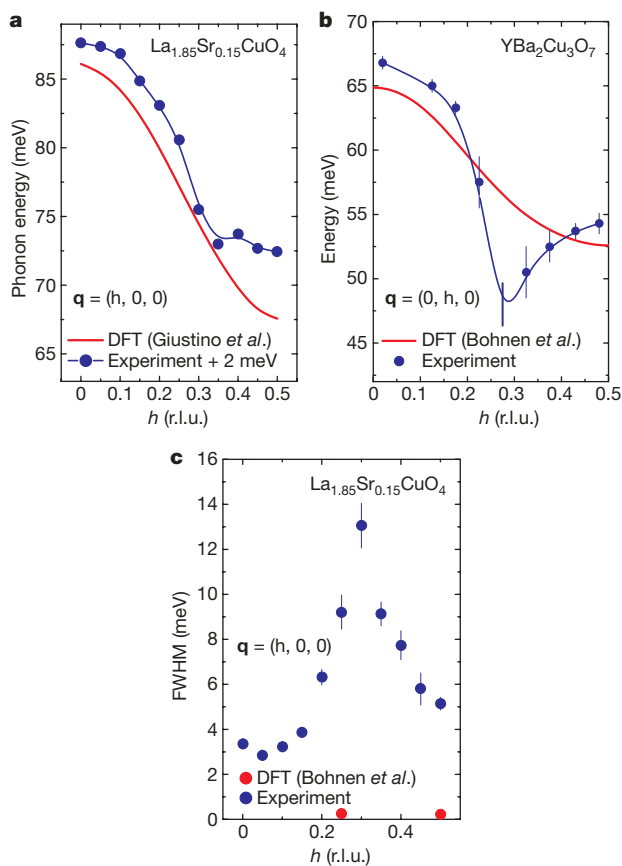 a
La1.85Sr0.15CuO4
85
80
75
70
65
Phonon energy (meV)
q = (h, 0, 0)
DFT (Giustino et al.)
Experiment + 2 meV
0 0.1 0.2 0.3 0.4 0.5
h (r.l.u.)
b
YBa2Cu3O7
70
65
60
55
50
45
40
Energy (meV)
q = (0, h, 0)
DFT (Bohnen et al.)
Experiment
0 0.1 0.2 0.3 0.4 0.5
h (r.l.u.)
c
La1.85Sr0.15CuO4
16
14
12
10
8
6
4
2
0
FWHM (meV)
q = (h, 0, 0)
DFT (Bohnen et al.)
Experiment
0 0.2 0.4
h (r.l.u.)